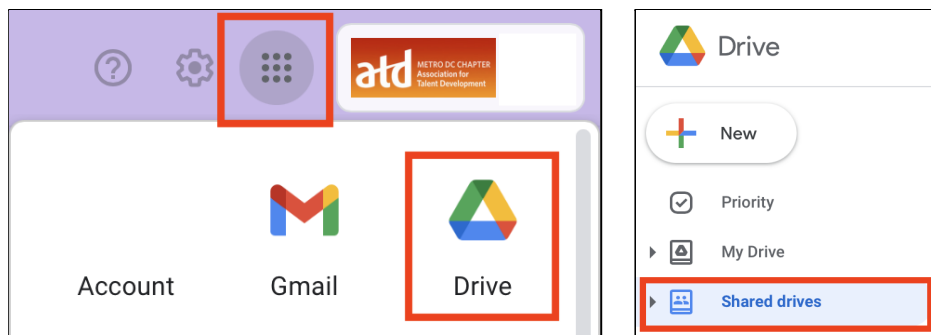 ?
atd
METRO DC CHAPTER
Association for
Talent Development
Account
Gmail
Drive
Drive
New
Priority
My Drive
Shared drives